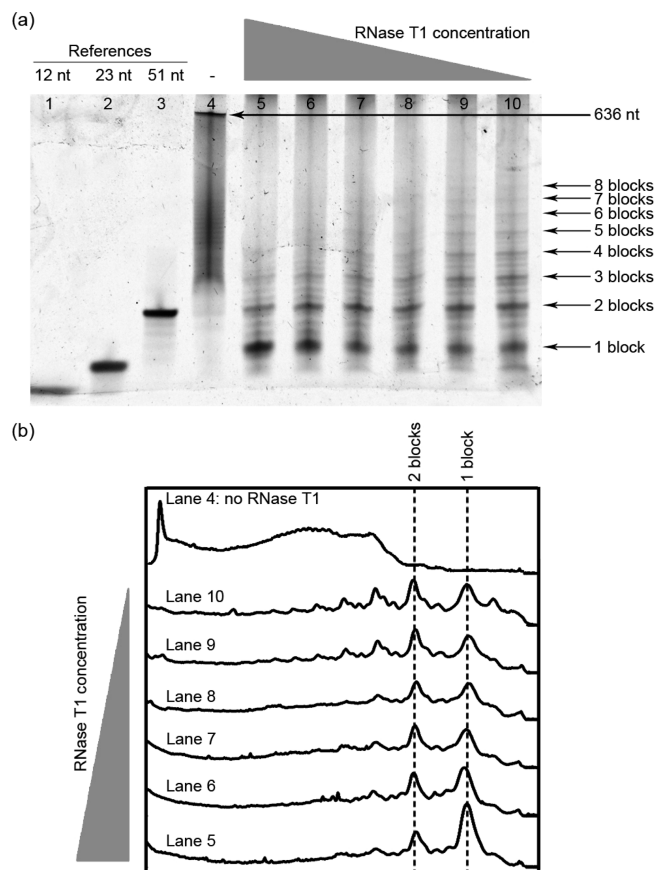 (a)
RNase T1 concentration
References
12 nt 23 nt 51 nt -
1 2 3 4 5 6 7 8 9 10
636 nt
8 blocks
7 blocks
6 blocks
5 blocks
4 blocks
3 blocks
2 blocks
1 block
(b)
2 blocks
1 block
Lane 4: no RNase T1
Lane 10
Lane 9
Lane 8
Lane 7
Lane 6
Lane 5
RNase T1 concentration